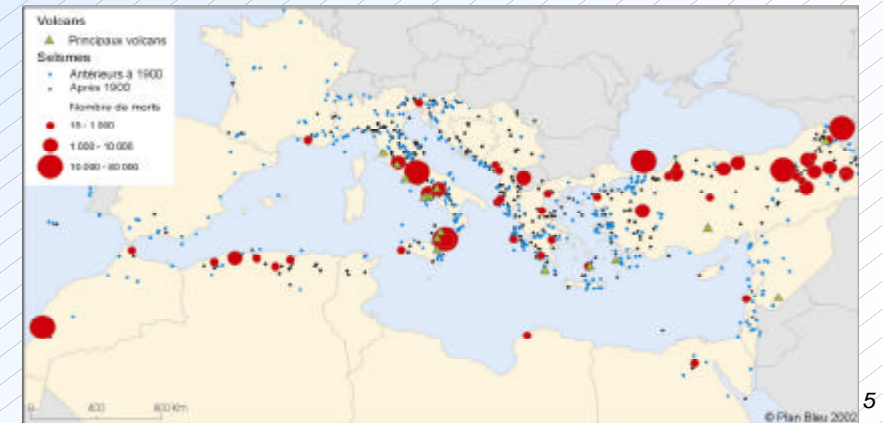 Volcans
Principaux volcans
Seismes
Antérieurs à 1900
Après 1900
Nombre de morts
15 - 1 000
1 000 - 10 000
10 000 - 80 000
0 400 800 Km
© Plan Bleu 2002
5